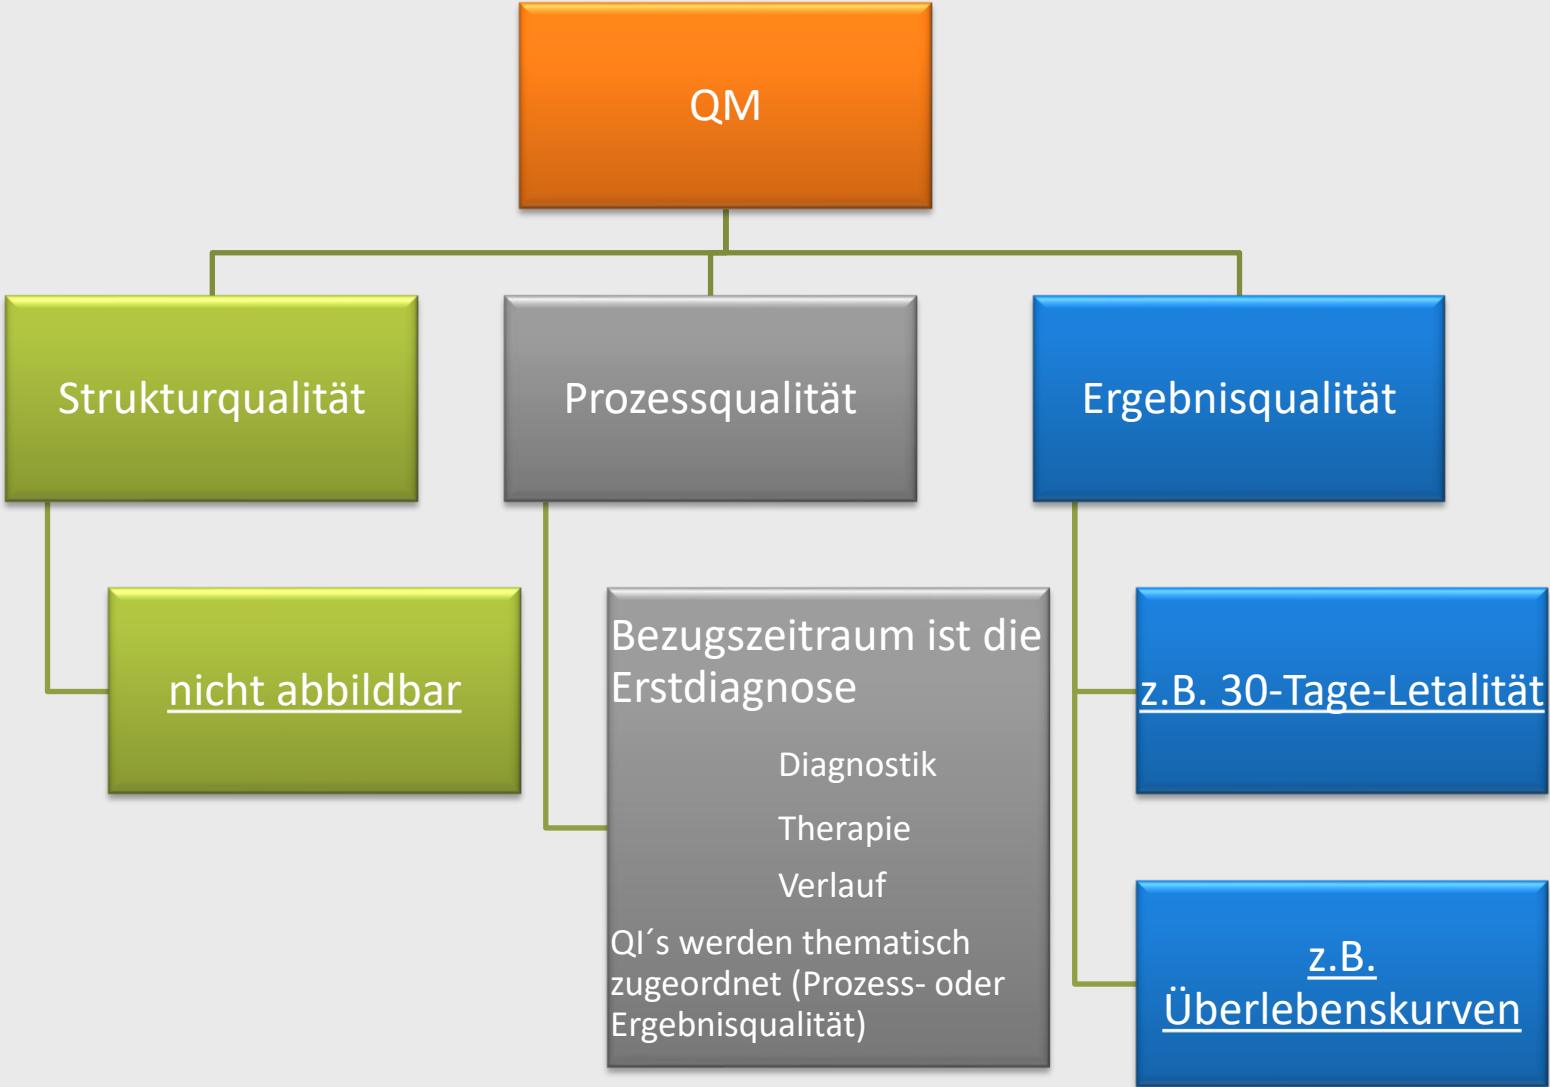 QM
Strukturqualität
Prozessqualität
Ergebnisqualität
nicht abbildbar
Bezugszeitraum ist die
Erstdiagnose
Diagnostik
Therapie
Verlauf
QI´s werden thematisch
zugeordnet (Prozess- oder
Ergebnisqualität)
z.B. 30-Tage-Letalität
z.B.
Überlebenskurven